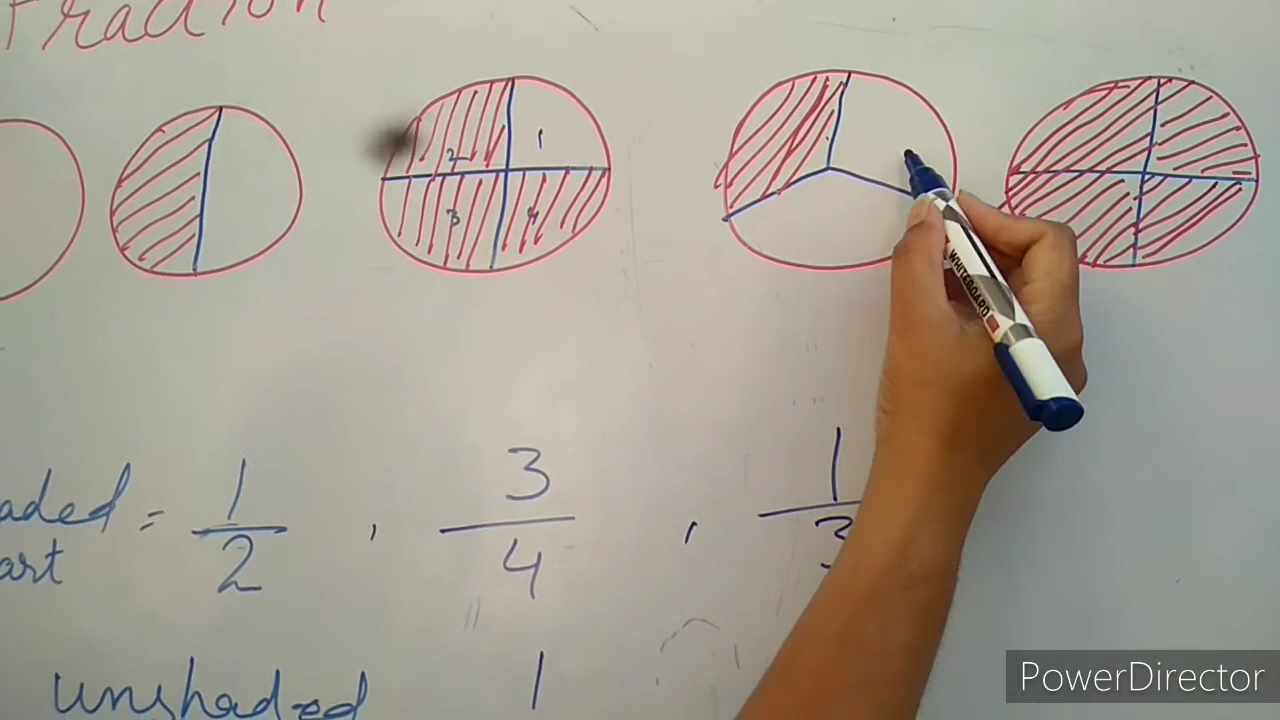 Fraction
2 1
3 4
WHITEBOARD
aded = 1/2 , 3/4 , 1/3
art
unshaded 1
PowerDirector